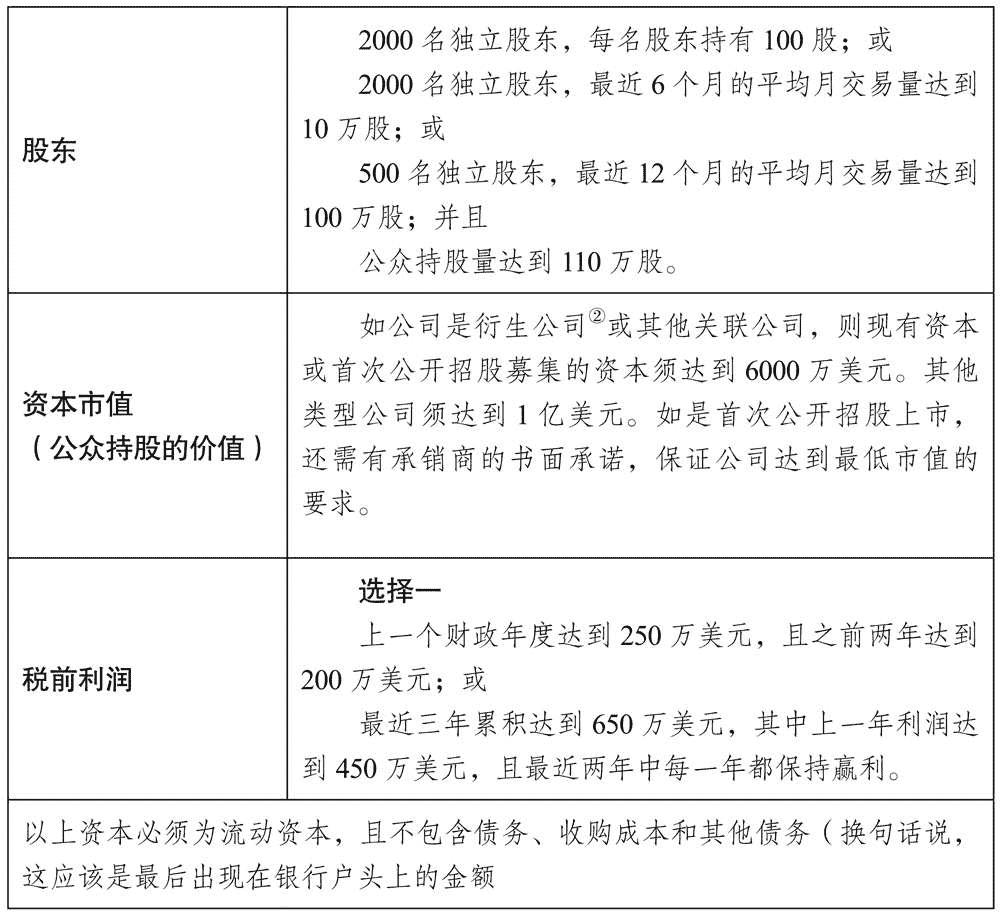 股东
2000 名独立股东，每名股东持有 100 股；或
2000 名独立股东，最近 6 个月的平均月交易量达到
10 万股；或
500 名独立股东，最近 12 个月的平均月交易量达到
100 万股；并且
公众持股量达到 110 万股。
资本市值
（公众持股的价值）
如公司是衍生公司②或其他关联公司，则现有资本
或首次公开招股募集的资本须达到 6000 万美元。其他
类型公司须达到 1 亿美元。如是首次公开招股上市，
还需有承销商的书面承诺，保证公司达到最低市值的
要求。
税前利润
选择一
上一个财政年度达到 250 万美元，且之前两年达到
200 万美元；或
最近三年累积达到 650 万美元，其中上一年利润达
到 450 万美元，且最近两年中每一年都保持赢利。
以上资本必须为流动资本，且不包含债务、收购成本和其他债务（换句话说，
这应该是最后出现在银行户头上的金额